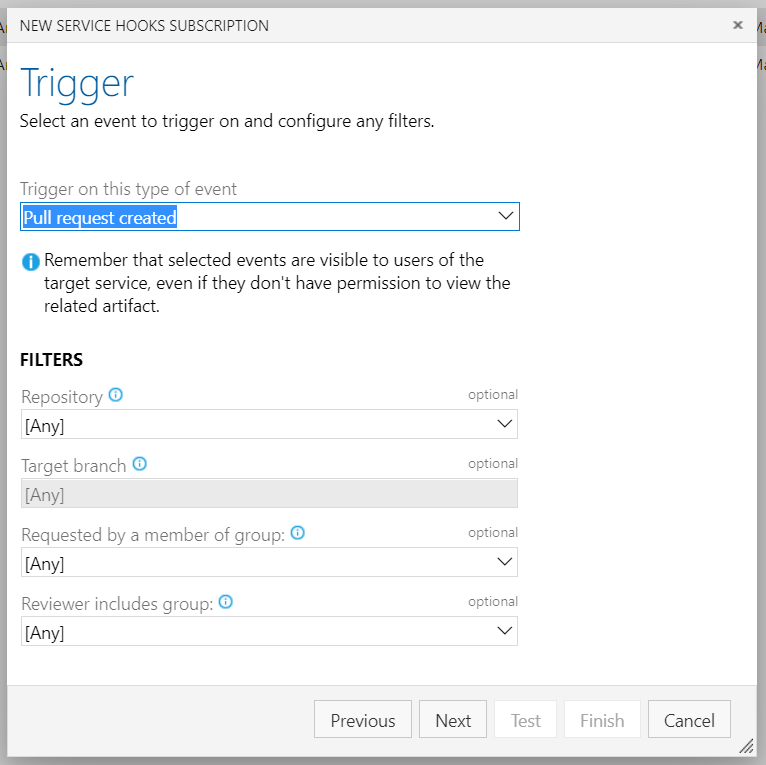 NEW SERVICE HOOKS SUBSCRIPTION
Trigger
Select an event to trigger on and configure any filters.
Trigger on this type of event
Pull request created
Remember that selected events are visible to users of the
target service, even if they don't have permission to view the
related artifact.
FILTERS
Repository optional
[Any]
Target branch optional
[Any]
Requested by a member of group: optional
[Any]
Reviewer includes group: optional
[Any]
Previous Next Test Finish Cancel